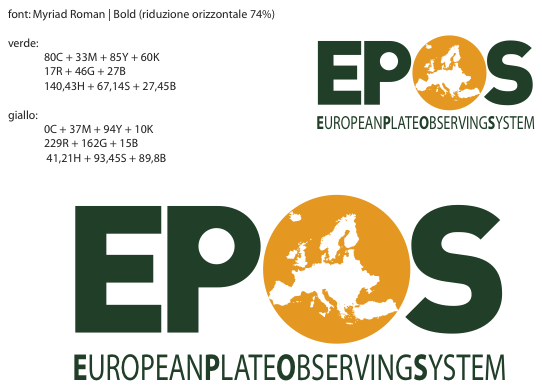 font: Myriad Roman | Bold (riduzione orizzontale 74%)
verde:
80C + 33M + 85Y + 60K
17R + 46G + 27B
140,43H + 67,14S + 27,45B
giallo:
0C + 37M + 94Y + 10K
229R + 162G + 15B
41,21H + 93,45S + 89,8B
EPOS
EUROPEANPLATEOBSERVINGSYSTEM
EPOS
EUROPEANPLATEOBSERVINGSYSTEM